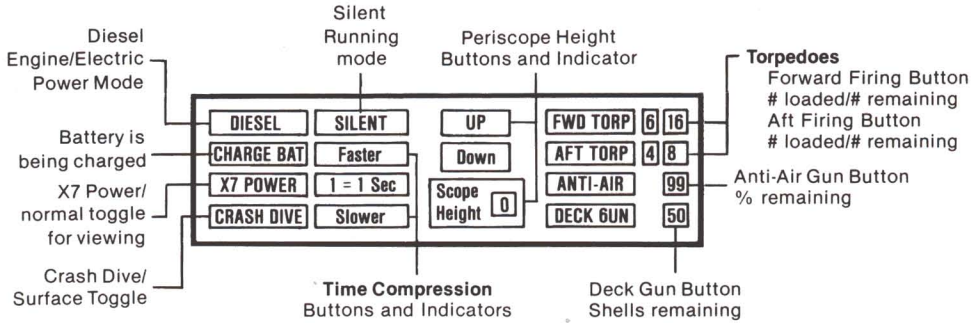 Diesel
Engine/Electric
Power Mode
Silent
Running
mode
Periscope Height
Buttons and Indicator
Torpedoes
Forward Firing Button
# loaded/# remaining
Aft Firing Button
# loaded/# remaining
Battery is
being charged
X7 Power/
normal toggle
for viewing
Crash Dive/
Surface Toggle
DIESEL SILENT UP FWD TORP 6 16
CHARGE BAT Faster Down AFT TORP 4 8
X7 POWER 1 = 1 Sec ANTI-AIR 99
Scope
Height 0
CRASH DIVE Slower DECK 6UN 50
Anti-Air Gun Button
% remaining
Time Compression
Buttons and Indicators
Deck Gun Button
Shells remaining